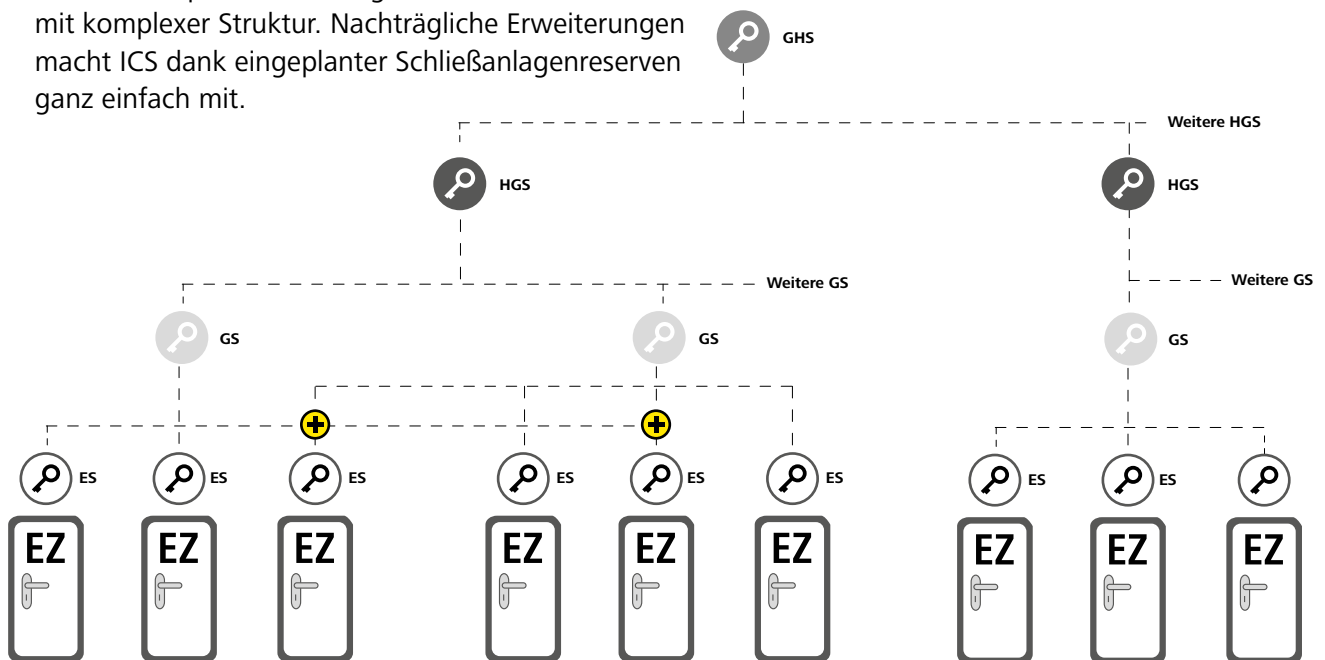 mit komplexer Struktur. Nachträgliche Erweiterungen
macht ICS dank eingeplanter Schließanlagenreserven
ganz einfach mit.
GHS
Weitere HGS
HGS
HGS
Weitere GS
Weitere GS
GS
GS
GS
ES
ES
ES
ES
ES
ES
ES
ES
EZ
EZ
EZ
EZ
EZ
EZ
EZ
EZ
EZ